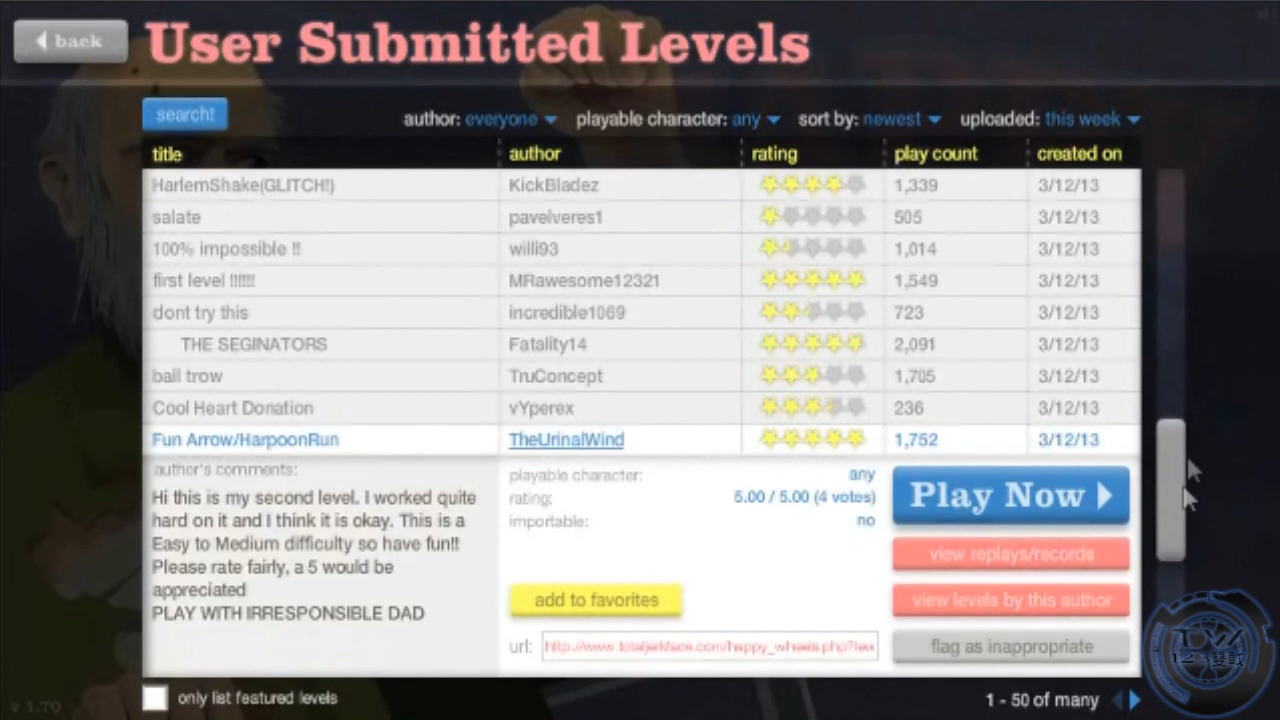 back
User Submitted Levels
search!
author: everyone playable character: any sort by: newest uploaded: this week
title author rating play count created on
HarlemShake(GLITCH!) KickBladez 1,339 3/12/13
salate pavelveres1 505 3/12/13
100% impossible !! willi93 1,014 3/12/13
first level !!!!!! MRawesome12321 1,549 3/12/13
dont try this incredible1069 723 3/12/13
THE SEGINATORS Fatality14 2,091 3/12/13
ball trow TruConcept 1,705 3/12/13
Cool Heart Donation vYperex 236 3/12/13
Fun Arrow/HarpoonRun TheUrinalWind 1,752 3/12/13
author's comments:
Hi this is my second level. I worked quite
hard on it and I think it is okay. This is a
Easy to Medium difficulty so have fun!!
Please rate fairly, a 5 would be
appreciated
PLAY WITH IRRESPONSIBLE DAD
playable character: any
rating: 5.00 / 5.00 (4 votes)
importable: no
add to favorites
url: http://www.totaljerkface.com/happy_wheels.php?lev
Play Now
view replays/records
view levels by this author
flag as inappropriate
only list featured levels
1 - 50 of many
v 1.70